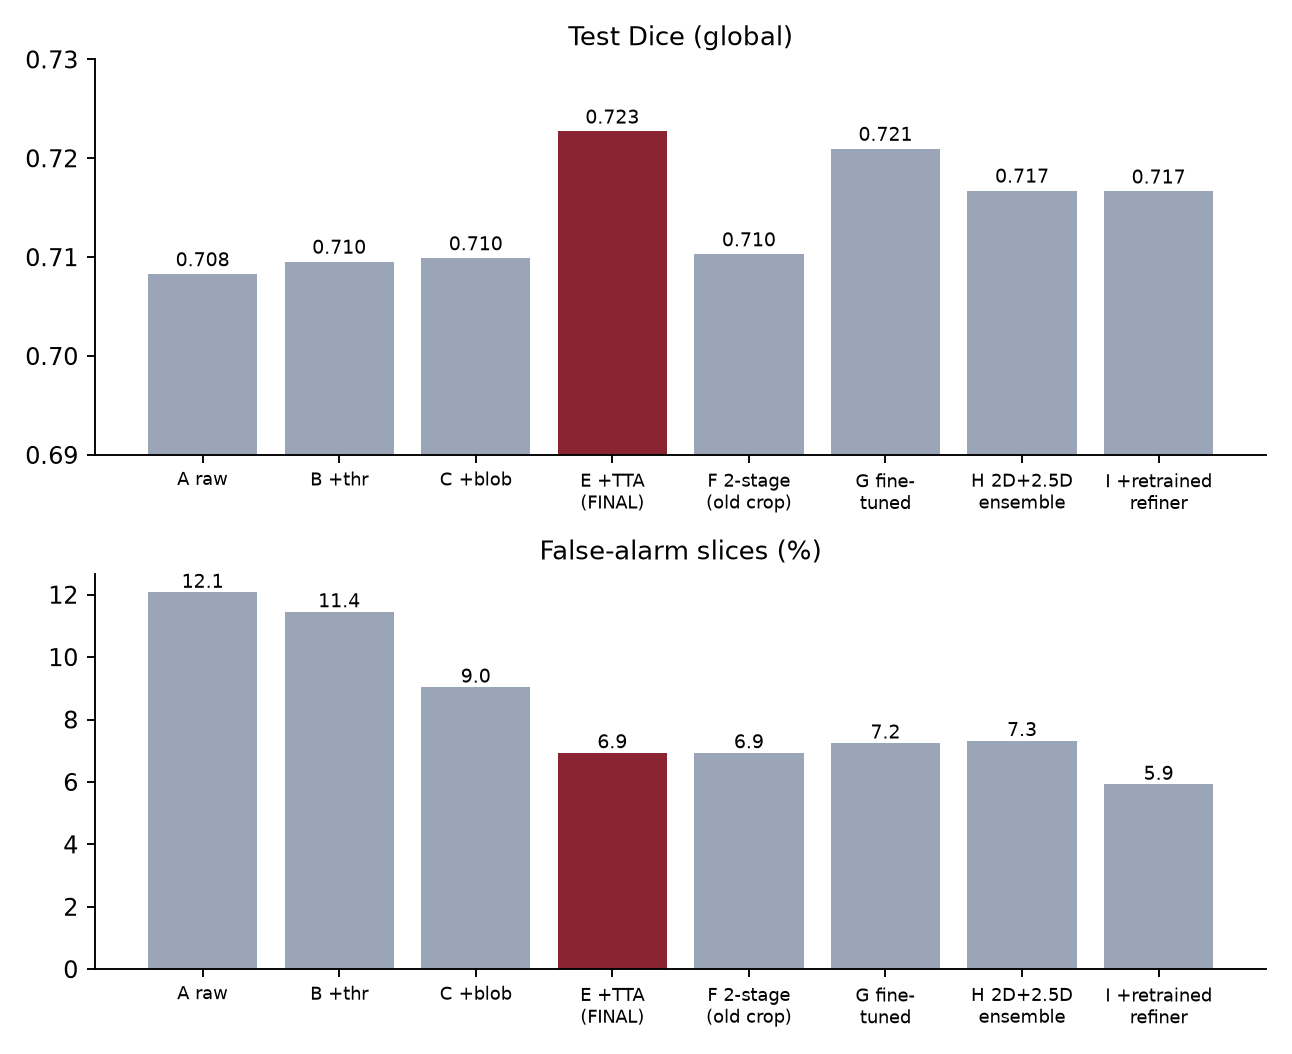 Test Dice (global)
0.73
0.72
0.71
0.70
0.69
0.708
0.710
0.710
0.723
0.710
0.721
0.717
0.717
A raw
B +thr
C +blob
E +TTA
(FINAL)
F 2-stage
(old crop)
G fine-
tuned
H 2D+2.5D
ensemble
I +retrained
refiner
False-alarm slices (%)
12
10
8
6
4
2
0
12.1
11.4
9.0
6.9
6.9
7.2
7.3
5.9
A raw
B +thr
C +blob
E +TTA
(FINAL)
F 2-stage
(old crop)
G fine-
tuned
H 2D+2.5D
ensemble
I +retrained
refiner